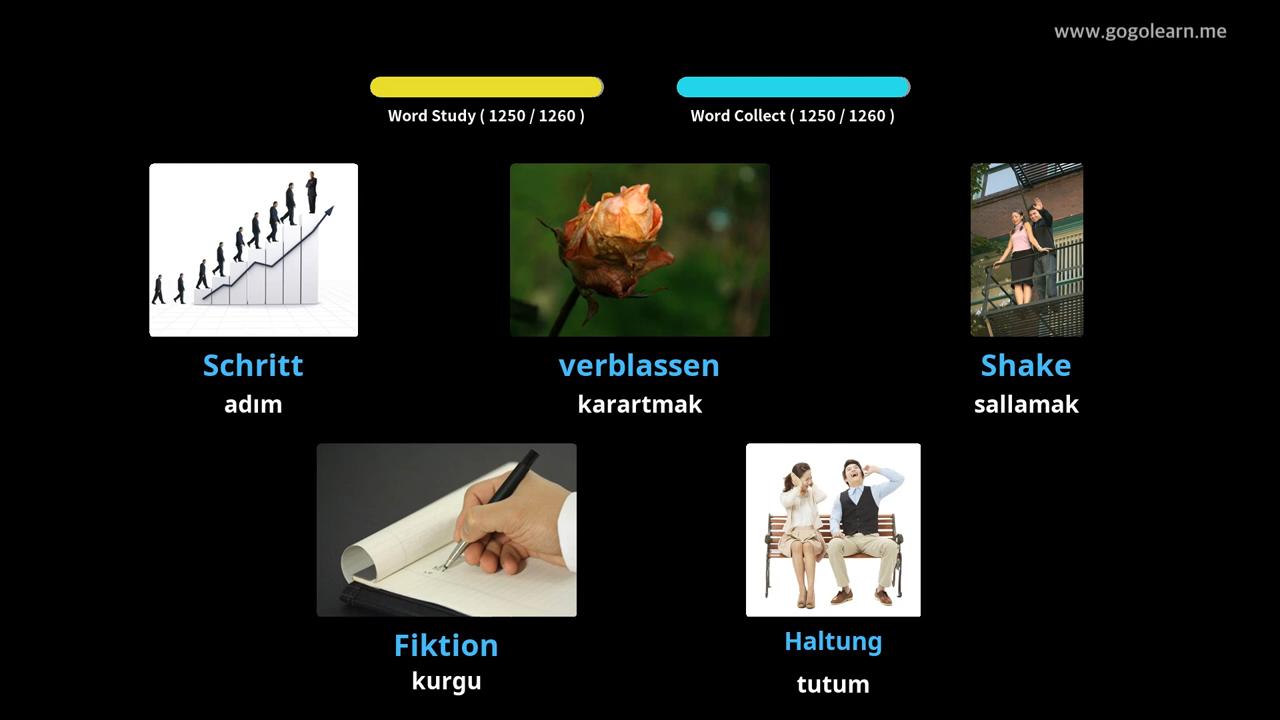 www.gogolearn.me
Word Study ( 1250 / 1260 )
Word Collect ( 1250 / 1260 )
Schritt
adım
verblassen
karartmak
Shake
sallamak
Fiktion
kurgu
Haltung
tutum